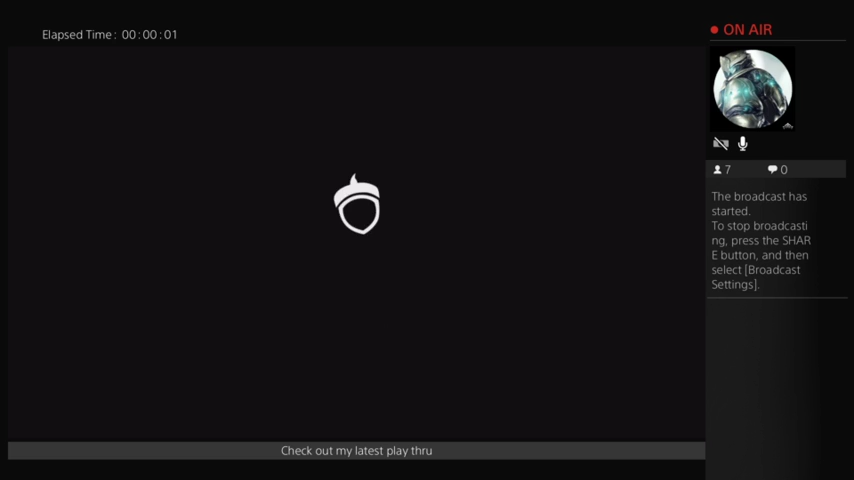 Elapsed Time: 00:00:01
ON AIR
7 0
The broadcast has
started.
To stop broadcasti
ng, press the SHAR
E button, and then
select [Broadcast
Settings].
Check out my latest play thru